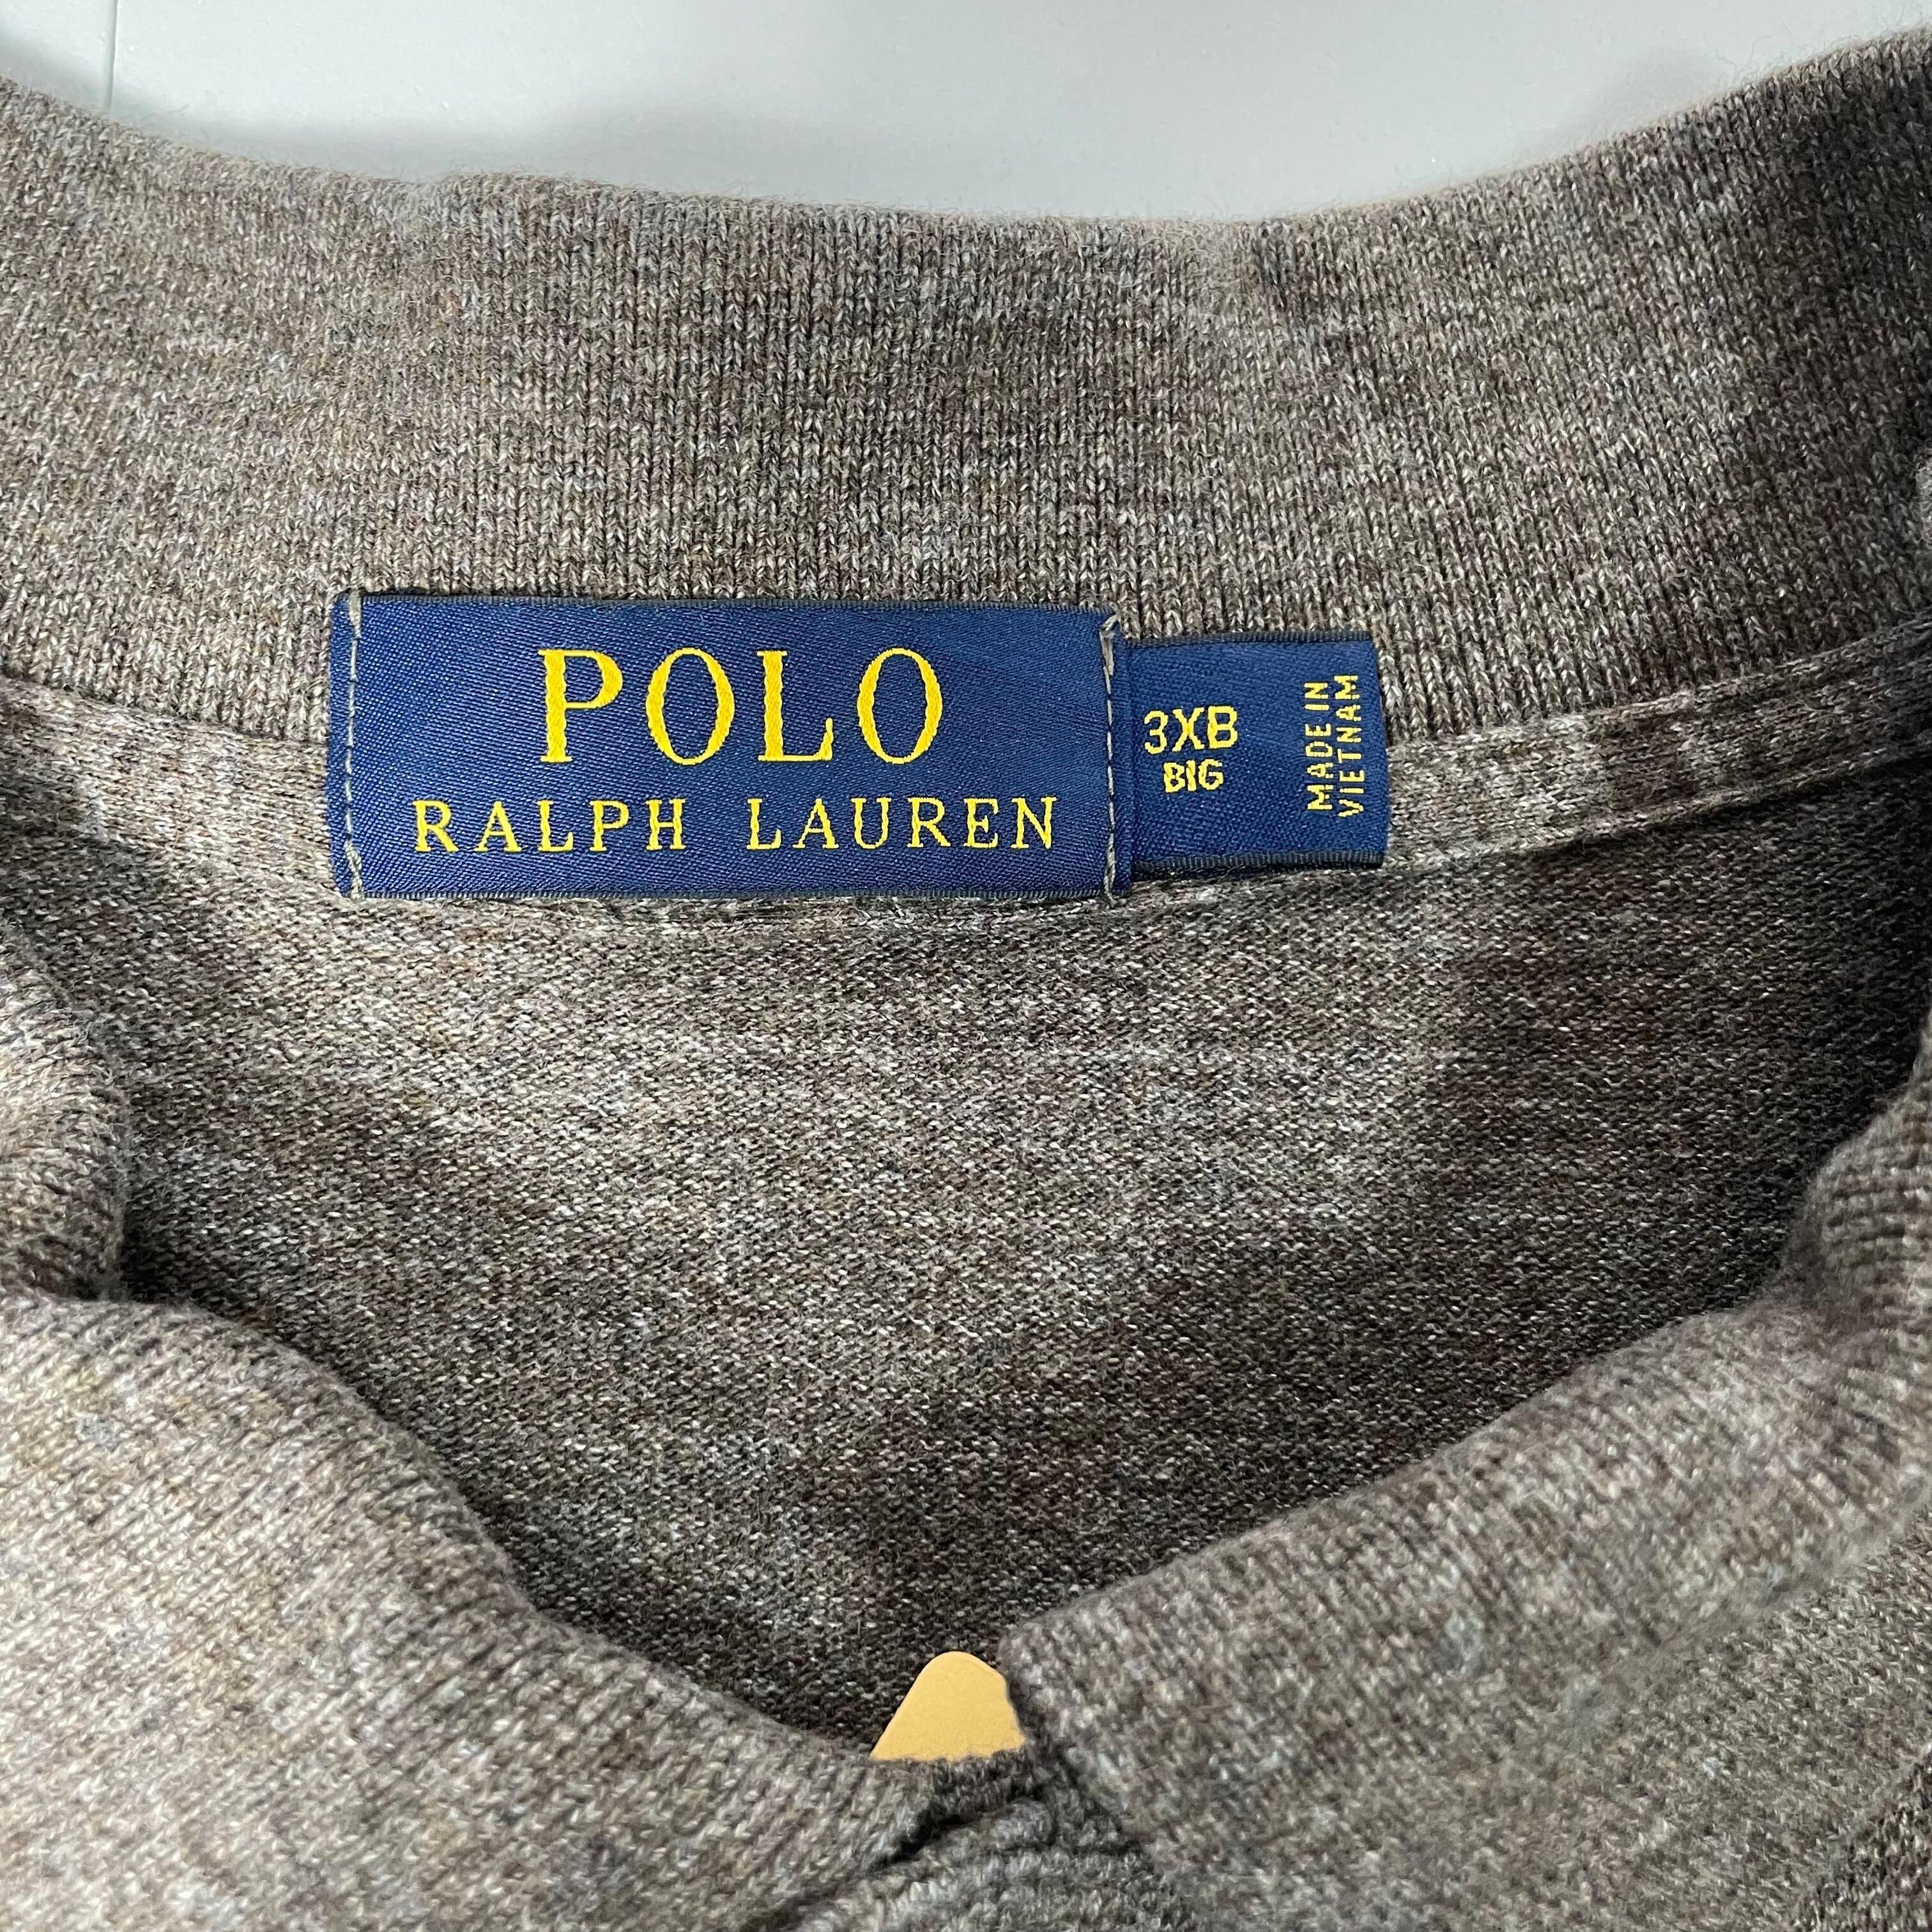 POLO
RALPH LAUREN
3XB
BIG
MADE IN
VIETNAM